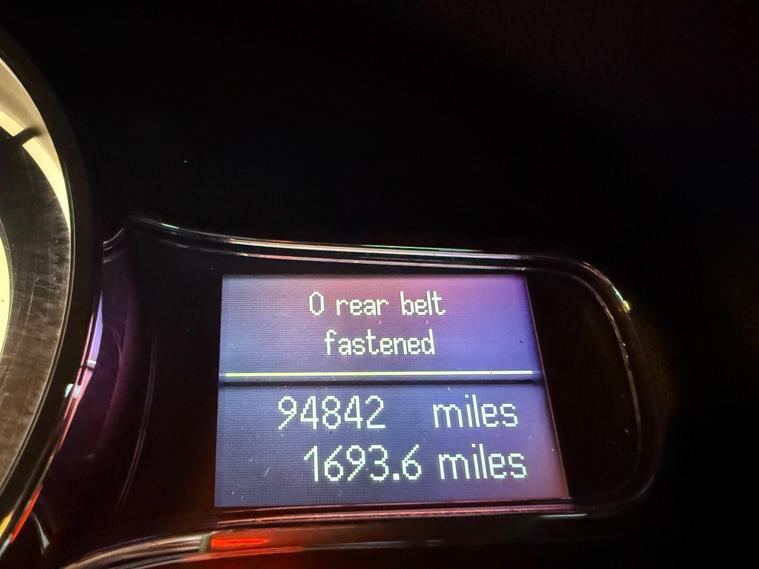 0 rear belt
fastened
94842 miles
1693.6 miles